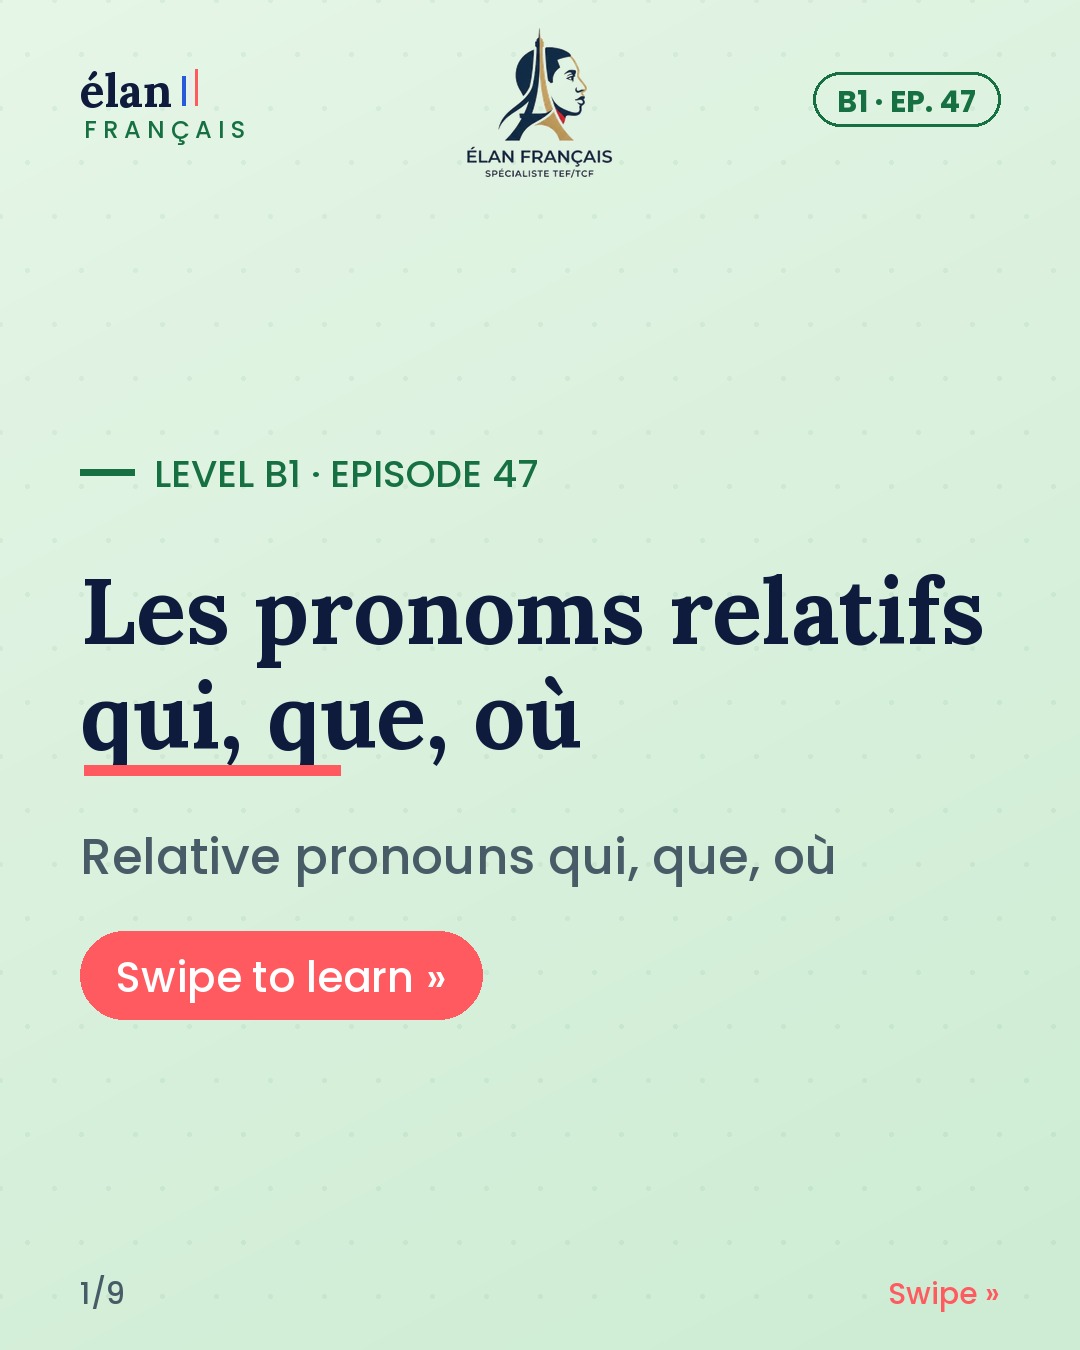 élan
FRANÇAIS
ÉLAN FRANÇAIS
SPÉCIALISTE TEF/TCF
B1 · EP. 47
LEVEL B1 · EPISODE 47
Les pronoms relatifs
qui, que, où
Relative pronouns qui, que, où
Swipe to learn »
1/9
Swipe »